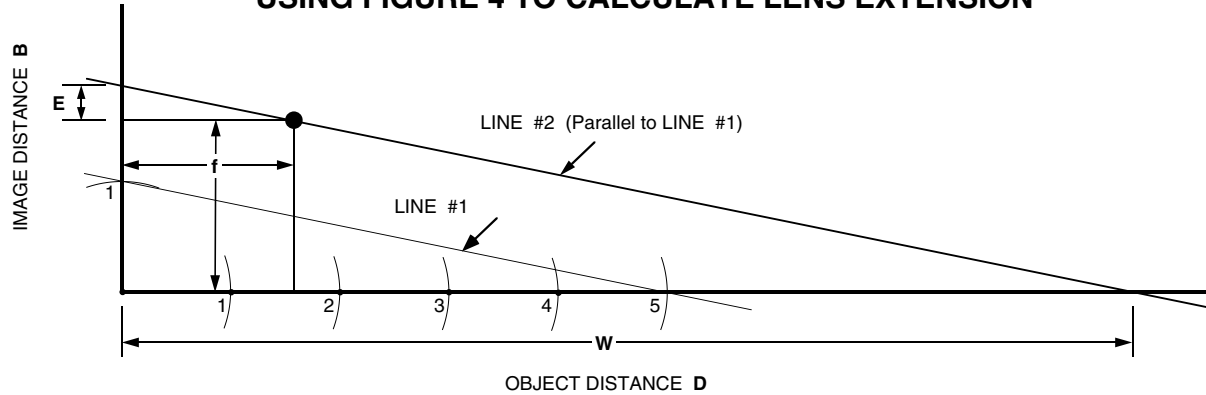 USING FIGURE 4 TO CALCULATE LENS EXTENSION
IMAGE DISTANCE B
E
LINE #2 (Parallel to LINE #1)
f
1
LINE #1
1 2 3 4 5
W
OBJECT DISTANCE D